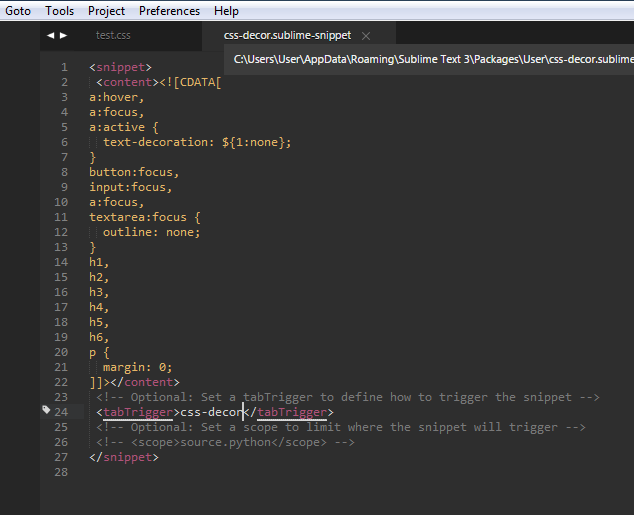 Goto Tools Project Preferences Help
test.css css-decor.sublime-snippet
C:\Users\User\AppData\Roaming\Sublime Text 3\Packages\User\css-decor.sublime
1 <snippet>
2 <content><![CDATA[
3 a:hover,
4 a:focus,
5 a:active {
6 text-decoration: ${1:none};
7 }
8 button:focus,
9 input:focus,
10 a:focus,
11 textarea:focus {
12 outline: none;
13 }
14 h1,
15 h2,
16 h3,
17 h4,
18 h5,
19 h6,
20 p {
21 margin: 0;
22 ]]></content>
23 <!-- Optional: Set a tabTrigger to define how to trigger the snippet -->
24 <tabTrigger>css-decor</tabTrigger>
25 <!-- Optional: Set a scope to limit where the snippet will trigger -->
26 <!-- <scope>source.python</scope> -->
27 </snippet>
28